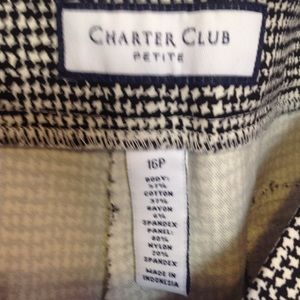 CHARTER CLUB
PETITE
16P
BODY:
57%
COTTON
37%
RAYON
6%
SPANDEX
PANEL:
80%
NYLON
20%
SPANDEX
MADE IN
INDONESIA